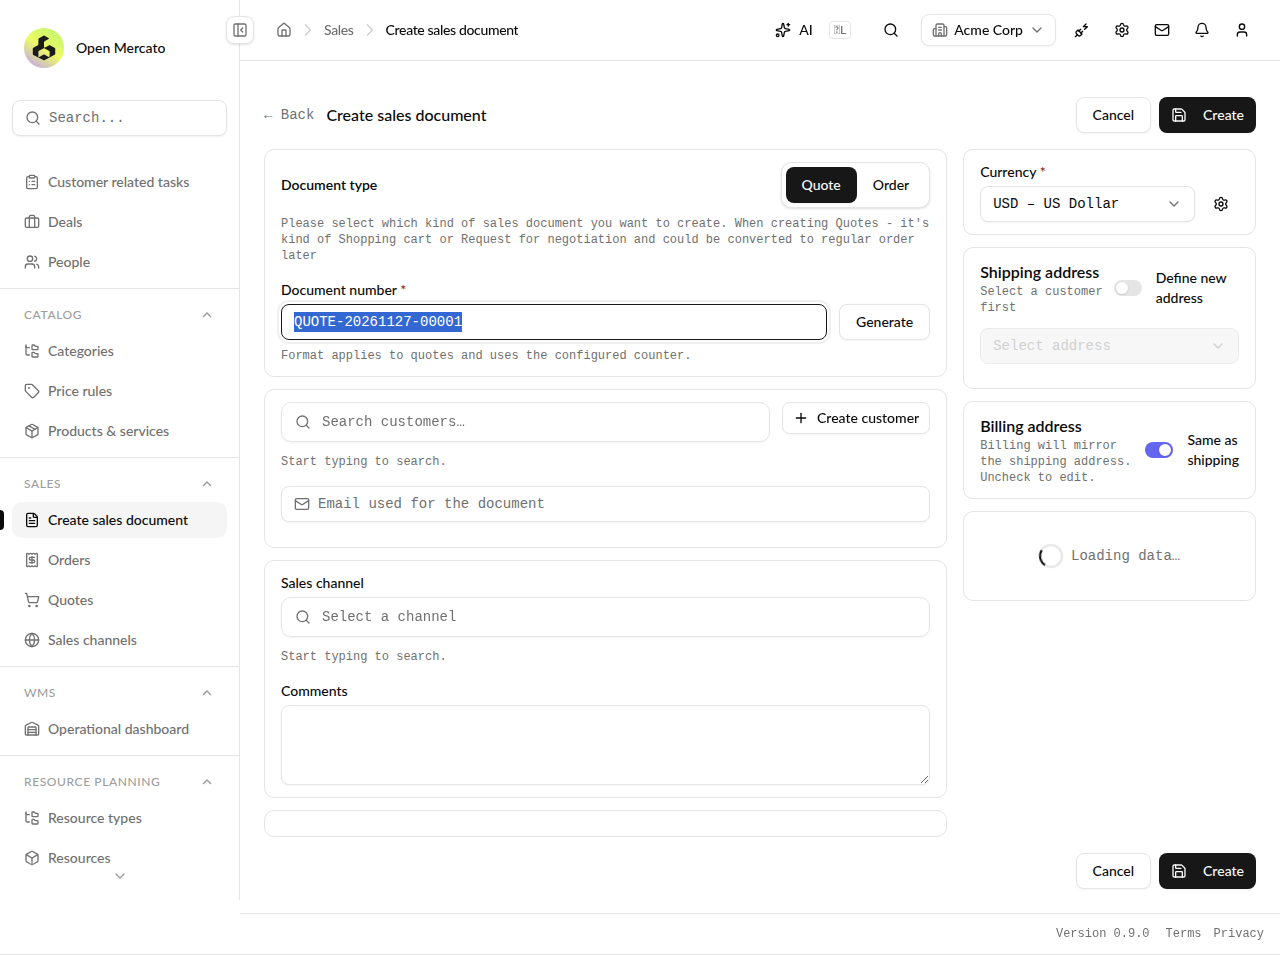 Open Mercato
Search...
Customer related tasks
Deals
People
CATALOG
Categories
Price rules
Products & services
SALES
Create sales document
Orders
Quotes
Sales channels
WMS
Operational dashboard
RESOURCE PLANNING
Resource types
Resources
Sales
Create sales document
AI
L
Acme Corp
← Back
Create sales document
Cancel
Create
Document type
Quote
Order
Please select which kind of sales document you want to create. When creating Quotes - it's
kind of Shopping cart or Request for negotiation and could be converted to regular order
later
Document number *
QUOTE-20261127-00001
Generate
Format applies to quotes and uses the configured counter.
Search customers…
Create customer
Start typing to search.
Email used for the document
Sales channel
Select a channel
Start typing to search.
Comments
Currency *
USD – US Dollar
Shipping address
Select a customer
first
Define new
address
Select address
Billing address
Billing will mirror
the shipping address.
Uncheck to edit.
Same as
shipping
Loading data…
Cancel
Create
Version 0.9.0
Terms
Privacy